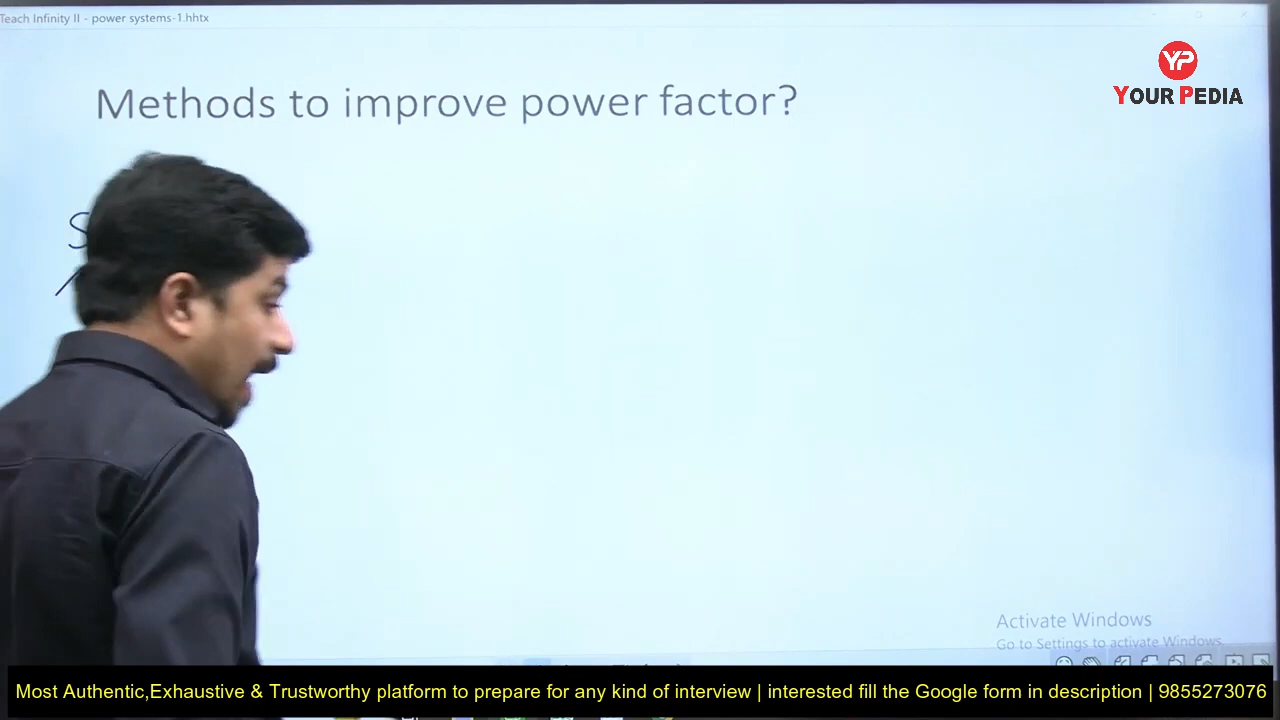 Teach Infinity II - power systems-1.hhtx
YP
YOUR PEDIA
Methods to improve power factor?
S
Activate Windows
Go to Settings to activate Windows.
Most Authentic,Exhaustive & Trustworthy platform to prepare for any kind of interview | interested fill the Google form in description | 9855273076